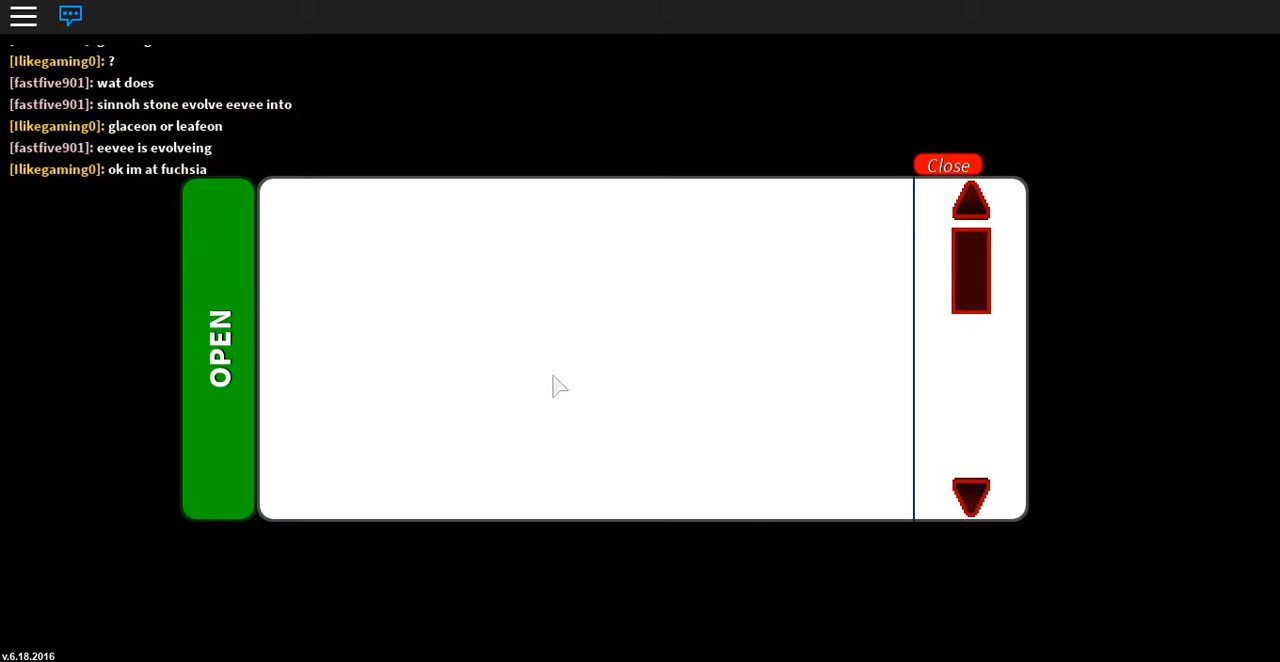 [Ilikegaming0]: ?
[fastfive901]: wat does
[fastfive901]: sinnoh stone evolve eevee into
[Ilikegaming0]: glaceon or leafeon
[fastfive901]: eevee is evolveing
[Ilikegaming0]: ok im at fuchsia
Close
OPEN
v.6.18.2016